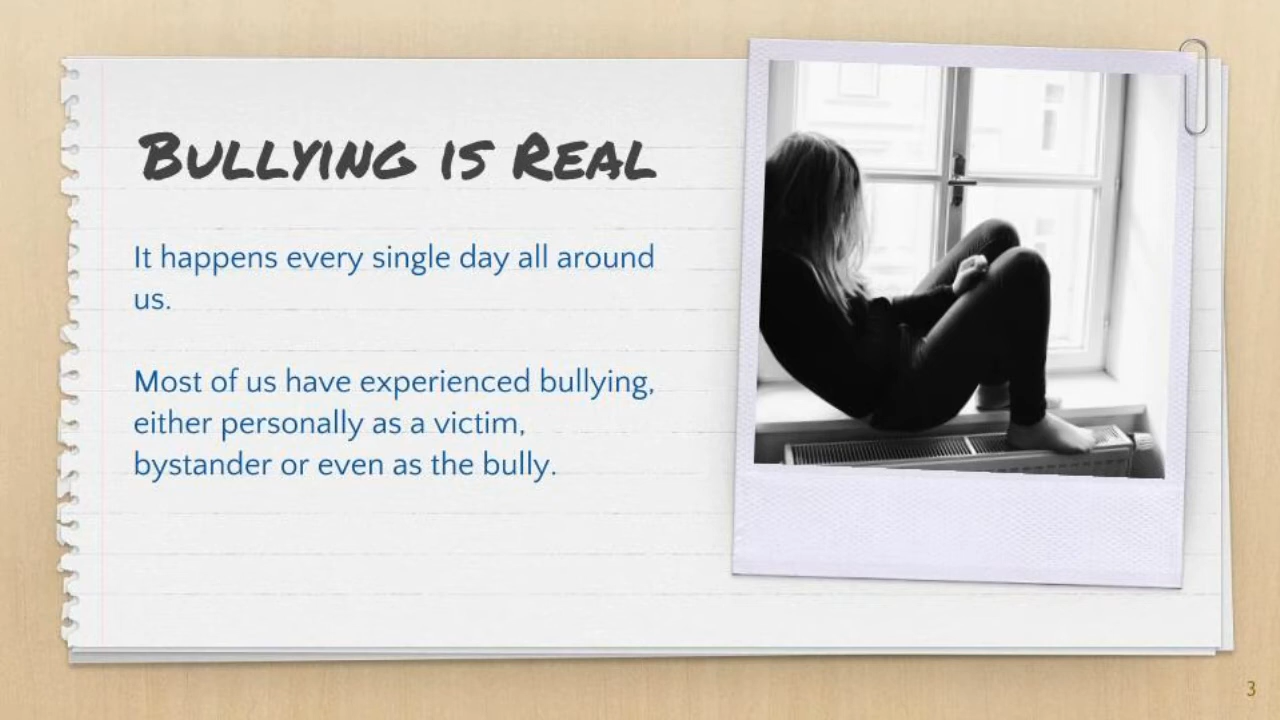 Bullying is Real
It happens every single day all around
us.
Most of us have experienced bullying,
either personally as a victim,
bystander or even as the bully.
3